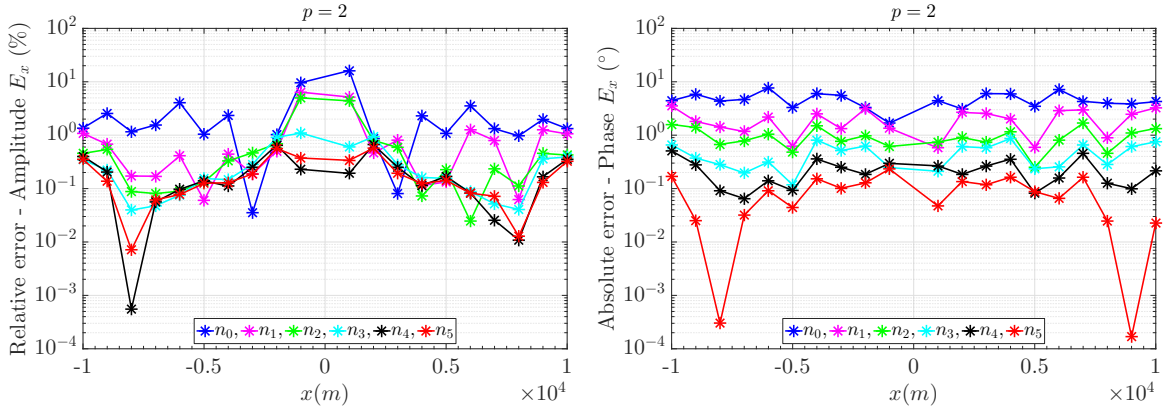 p = 2
Relative error - Amplitude E_x (%)
10^2
10^1
10^0
10^-1
10^-2
10^-3
10^-4
n_0, n_1, n_2, n_3, n_4, n_5
-1 -0.5 0 0.5 1
x(m)
×10^4
p = 2
Absolute error - Phase E_x (°)
10^2
10^1
10^0
10^-1
10^-2
10^-3
10^-4
n_0, n_1, n_2, n_3, n_4, n_5
-1 -0.5 0 0.5 1
x(m)
×10^4